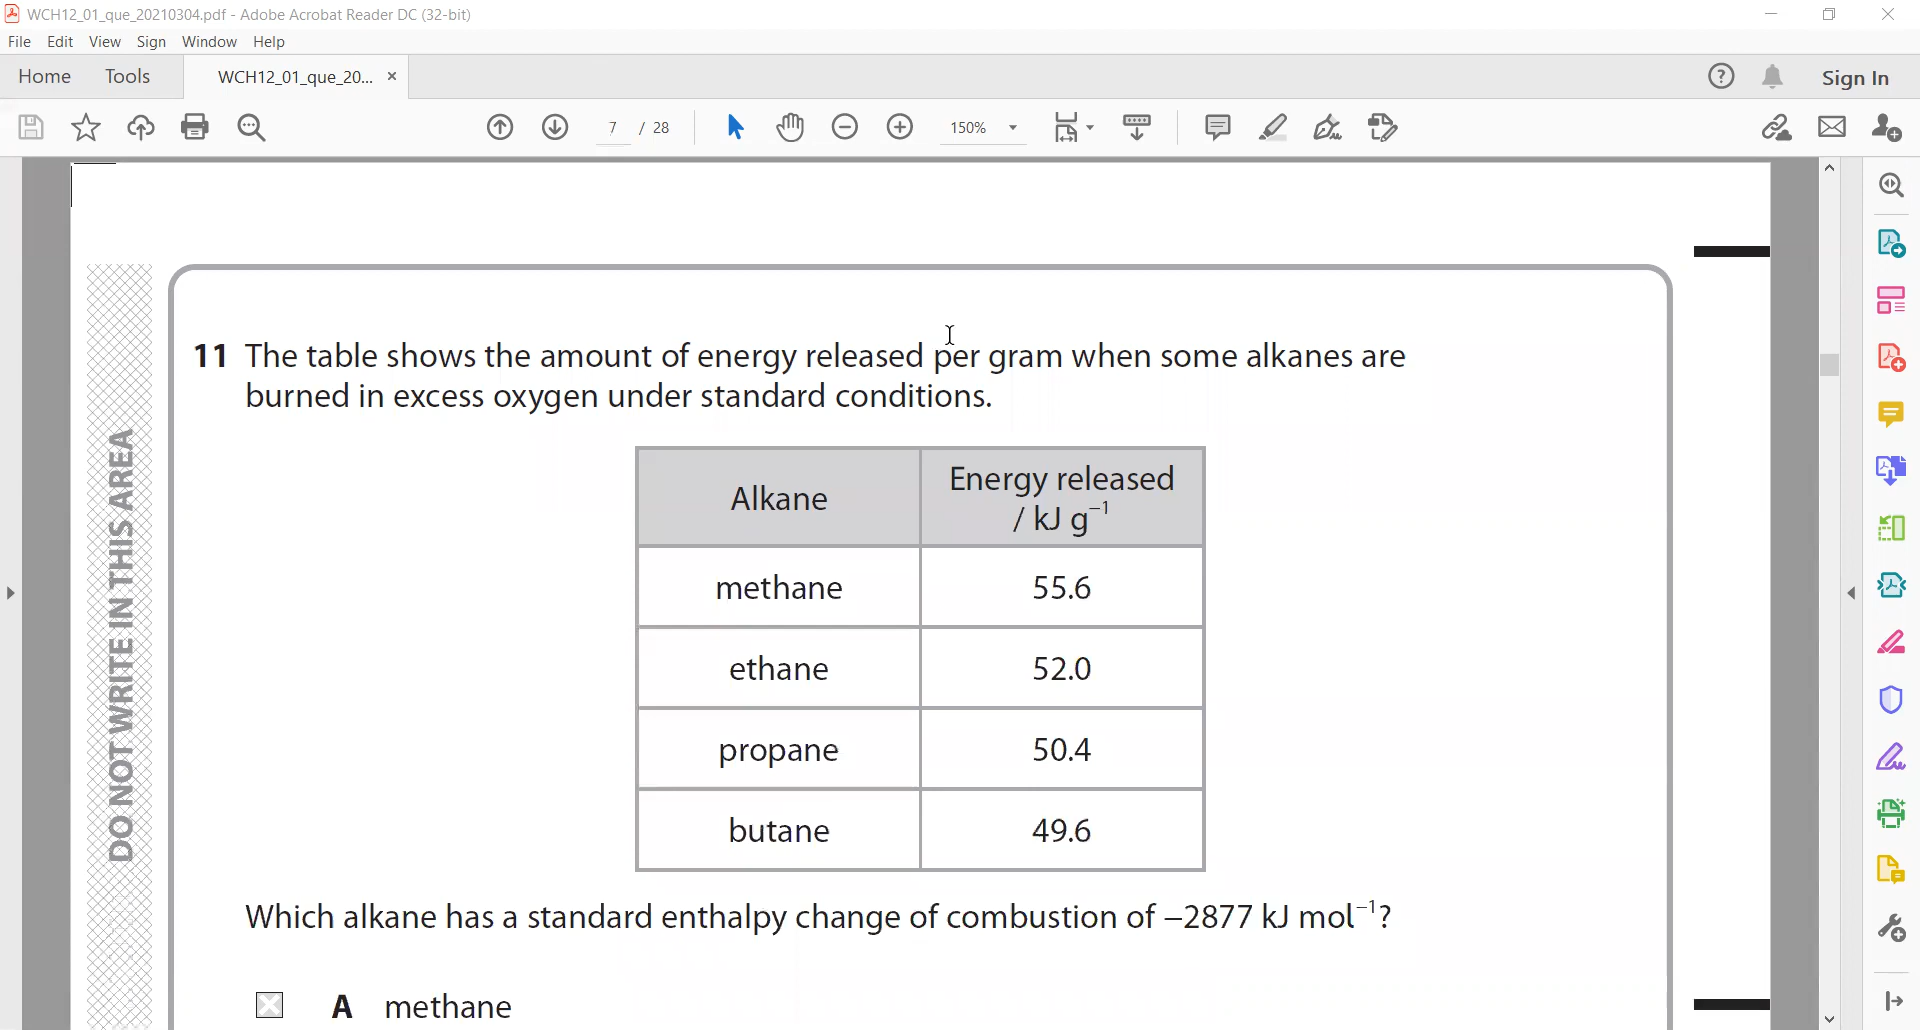 WCH12_01_que_20210304.pdf - Adobe Acrobat Reader DC (32-bit)
File Edit View Sign Window Help
Home Tools WCH12_01_que_20... × Sign In
7 / 28 150%
11 The table shows the amount of energy released per gram when some alkanes are
burned in excess oxygen under standard conditions.
DO NOT WRITE IN THIS AREA
Alkane Energy released
/ kJ g⁻¹
methane 55.6
ethane 52.0
propane 50.4
butane 49.6
Which alkane has a standard enthalpy change of combustion of –2877 kJ mol⁻¹?
A methane